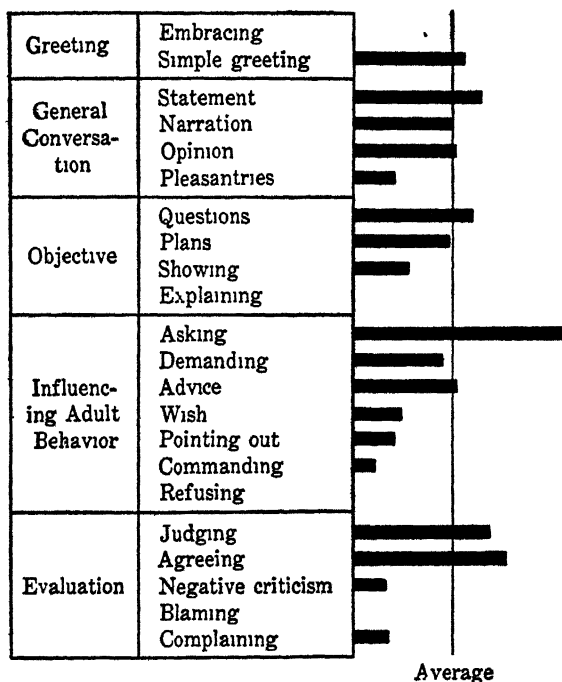 Greeting
Embracing
Simple greeting
General
Conversa-
tion
Statement
Narration
Opinion
Pleasantries
Objective
Questions
Plans
Showing
Explaining
Influenc-
ing Adult
Behavior
Asking
Demanding
Advice
Wish
Pointing out
Commanding
Refusing
Evaluation
Judging
Agreeing
Negative criticism
Blaming
Complaining
Average